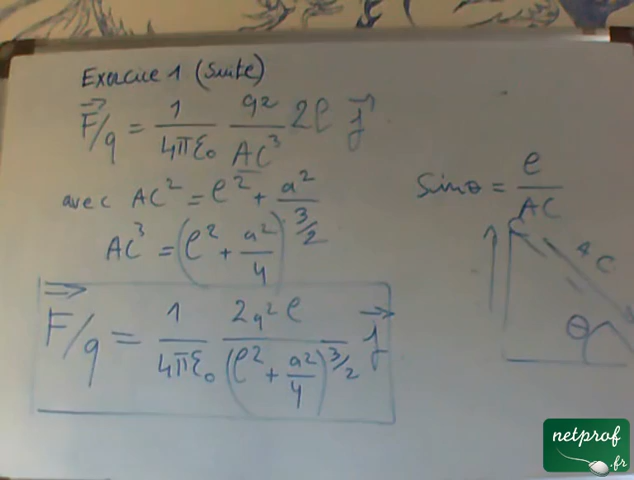 Exercice 1 (Suite)
F⃗/q = 1/4πε₀ q²/AC³ 2ℓ j⃗
avec AC² = ℓ² + a²/
AC³ = (ℓ² + a²/4)^3/2
F⃗/q = 1/4πε₀ 2q²ℓ/(ℓ² + a²/4)^3/2 j⃗
Sinθ = ℓ/AC
AC
θ
netprof
.fr